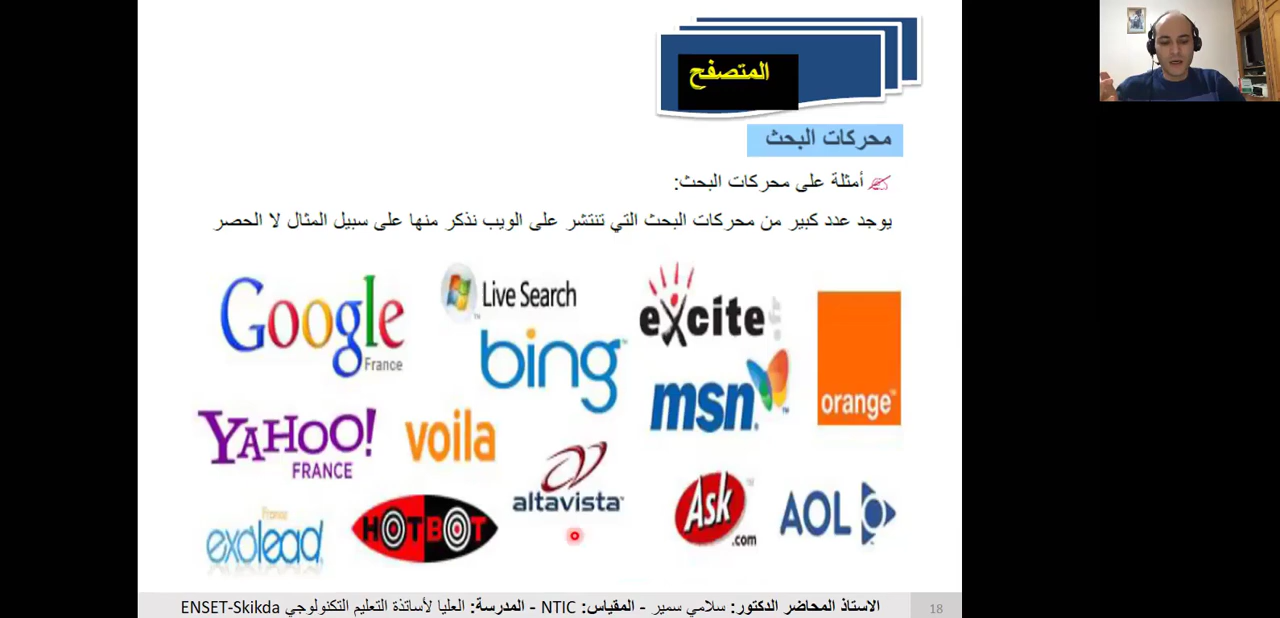 المتصفح
محركات البحث
أمثلة على محركات البحث:
يوجد عدد كبير من محركات البحث التي تنتشر على الويب نذكر منها على سبيل المثال لا الحصر
Google
France
Live Search
bing
excite
msn
orange
YAHOO!
FRANCE
voila
altavista
Ask
.com
AOL
France
exalead
HOTBOT
الاستاذ المحاضر الدكتور: سلامي سمير - المقياس: NTIC - المدرسة: العليا لأساتذة التعليم التكنولوجي ENSET-Skikda
18